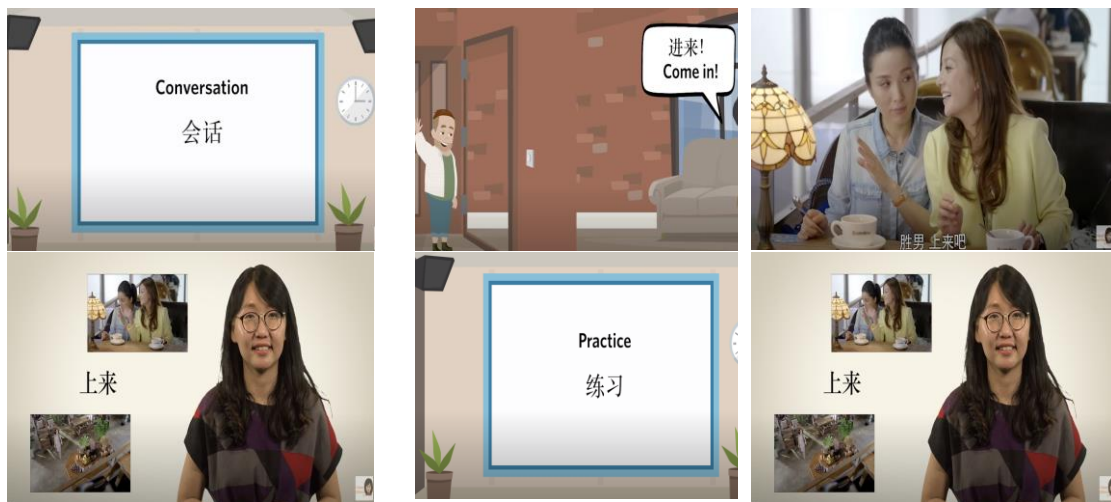 Conversation
会话
进来!
Come in!
胜男 上来吧
上来
Practice
练习
上来